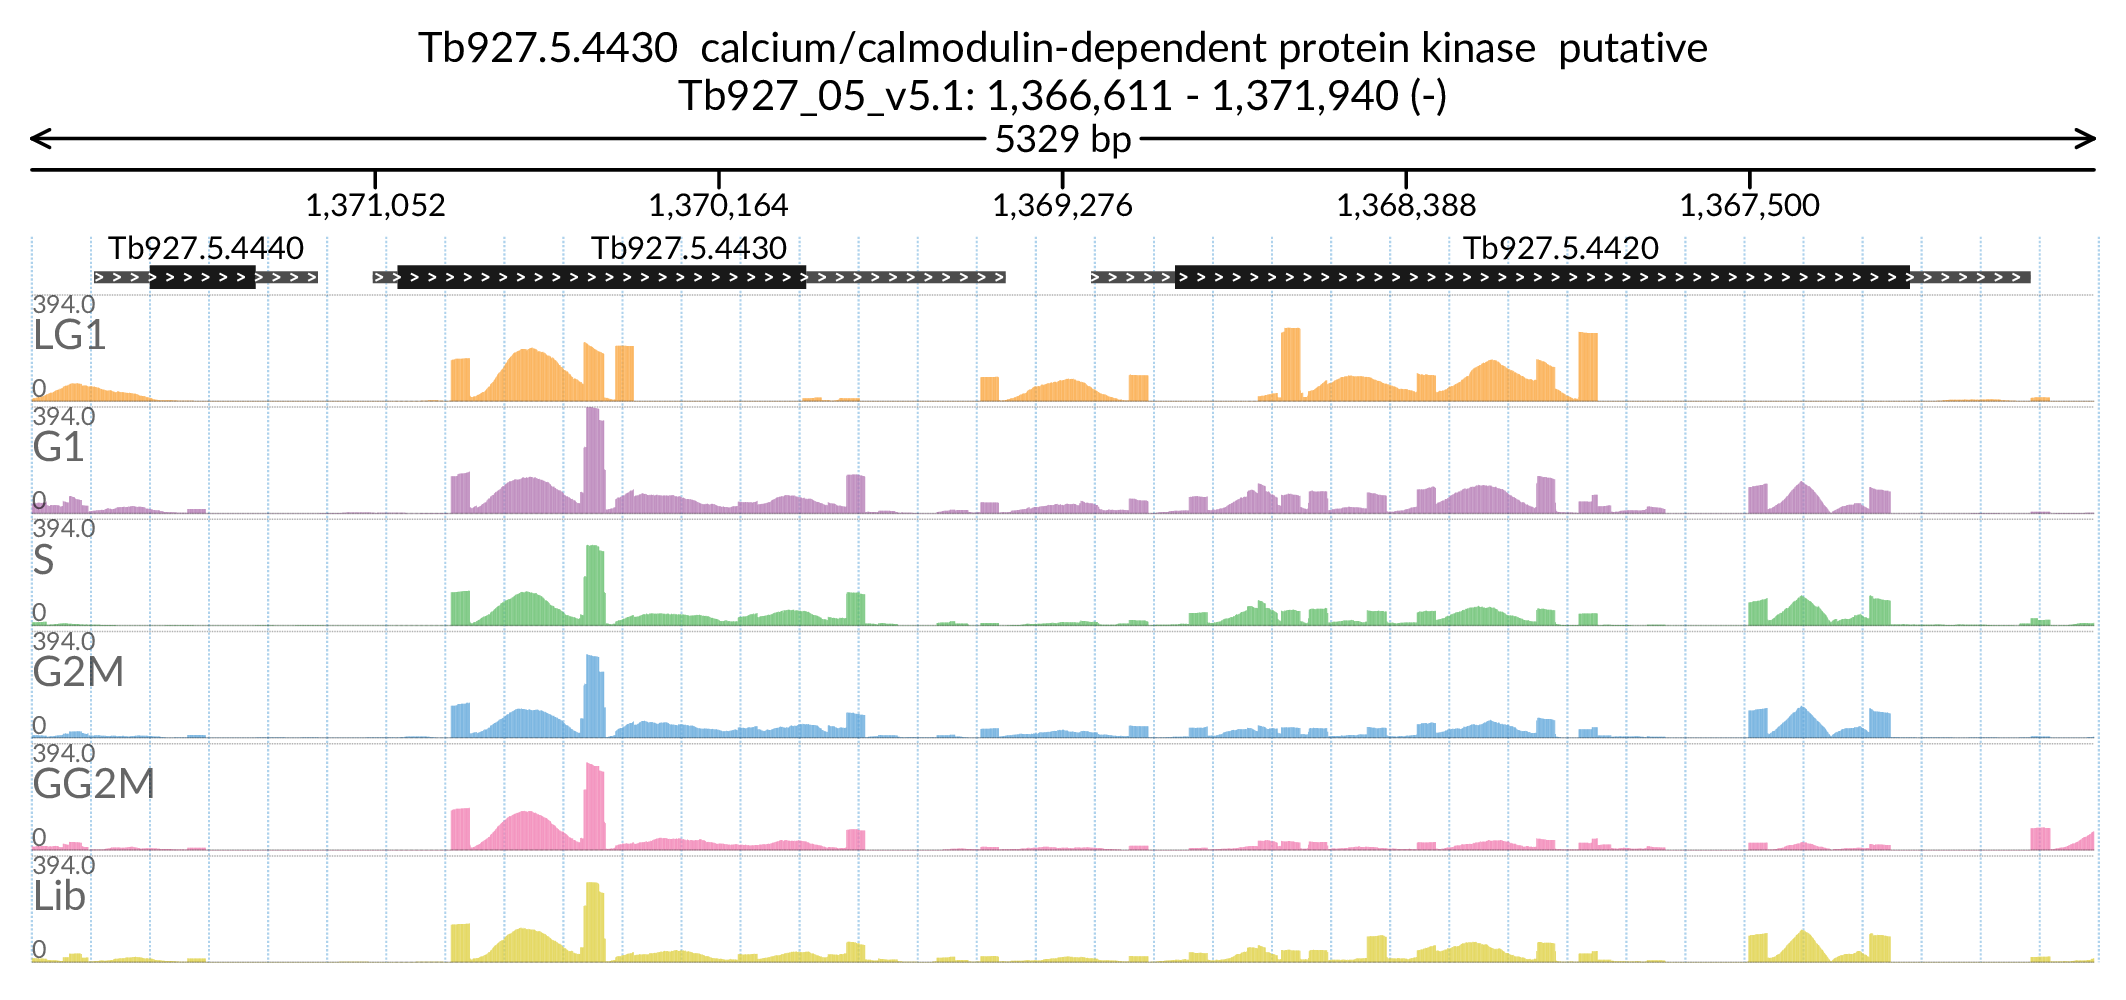 Tb927.5.4430  calcium/calmodulin-dependent protein kinase  putative
Tb927_05_v5.1: 1,366,611 - 1,371,940 (-)
5329 bp
1,371,052 1,370,164 1,369,276 1,368,388 1,367,500
Tb927.5.4440 Tb927.5.4430 Tb927.5.4420
394.0
LG1
0
394.0
G1
0
394.0
S
0
394.0
G2M
0
394.0
GG2M
0
394.0
Lib
0